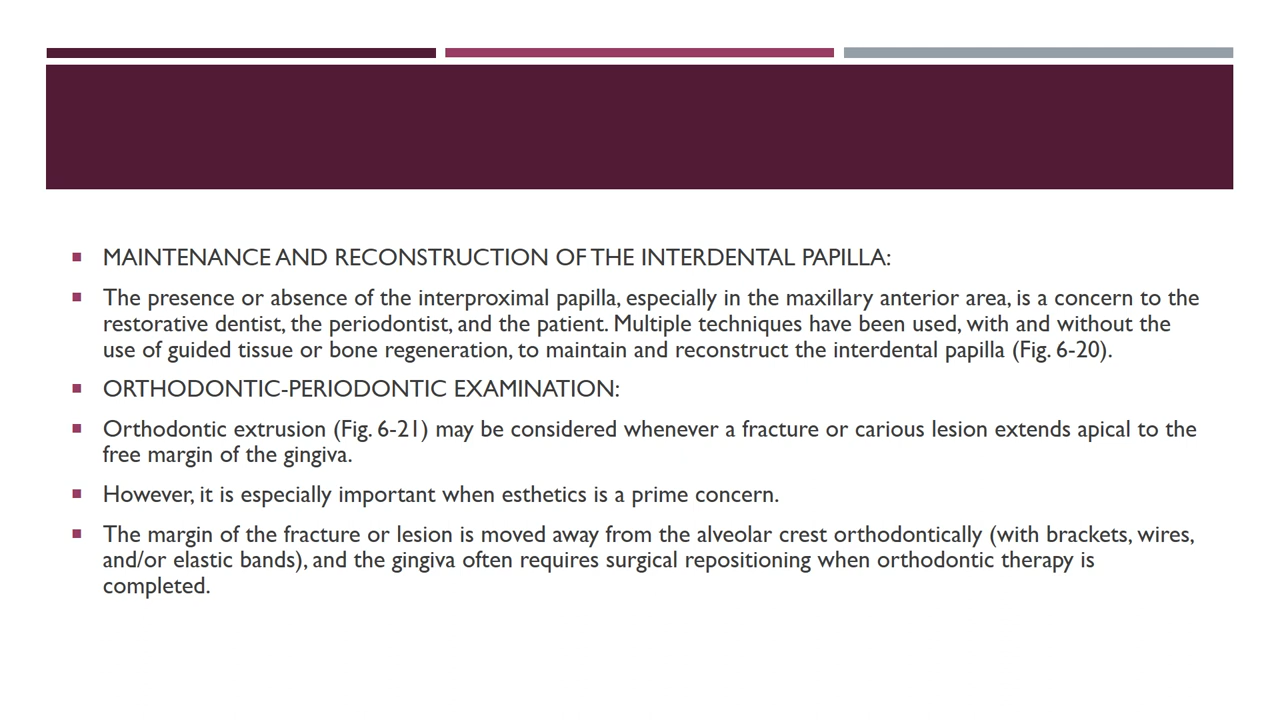 MAINTENANCE AND RECONSTRUCTION OF THE INTERDENTAL PAPILLA:
The presence or absence of the interproximal papilla, especially in the maxillary anterior area, is a concern to the
restorative dentist, the periodontist, and the patient. Multiple techniques have been used, with and without the
use of guided tissue or bone regeneration, to maintain and reconstruct the interdental papilla (Fig. 6-20).
ORTHODONTIC-PERIODONTIC EXAMINATION:
Orthodontic extrusion (Fig. 6-21) may be considered whenever a fracture or carious lesion extends apical to the
free margin of the gingiva.
However, it is especially important when esthetics is a prime concern.
The margin of the fracture or lesion is moved away from the alveolar crest orthodontically (with brackets, wires,
and/or elastic bands), and the gingiva often requires surgical repositioning when orthodontic therapy is
completed.